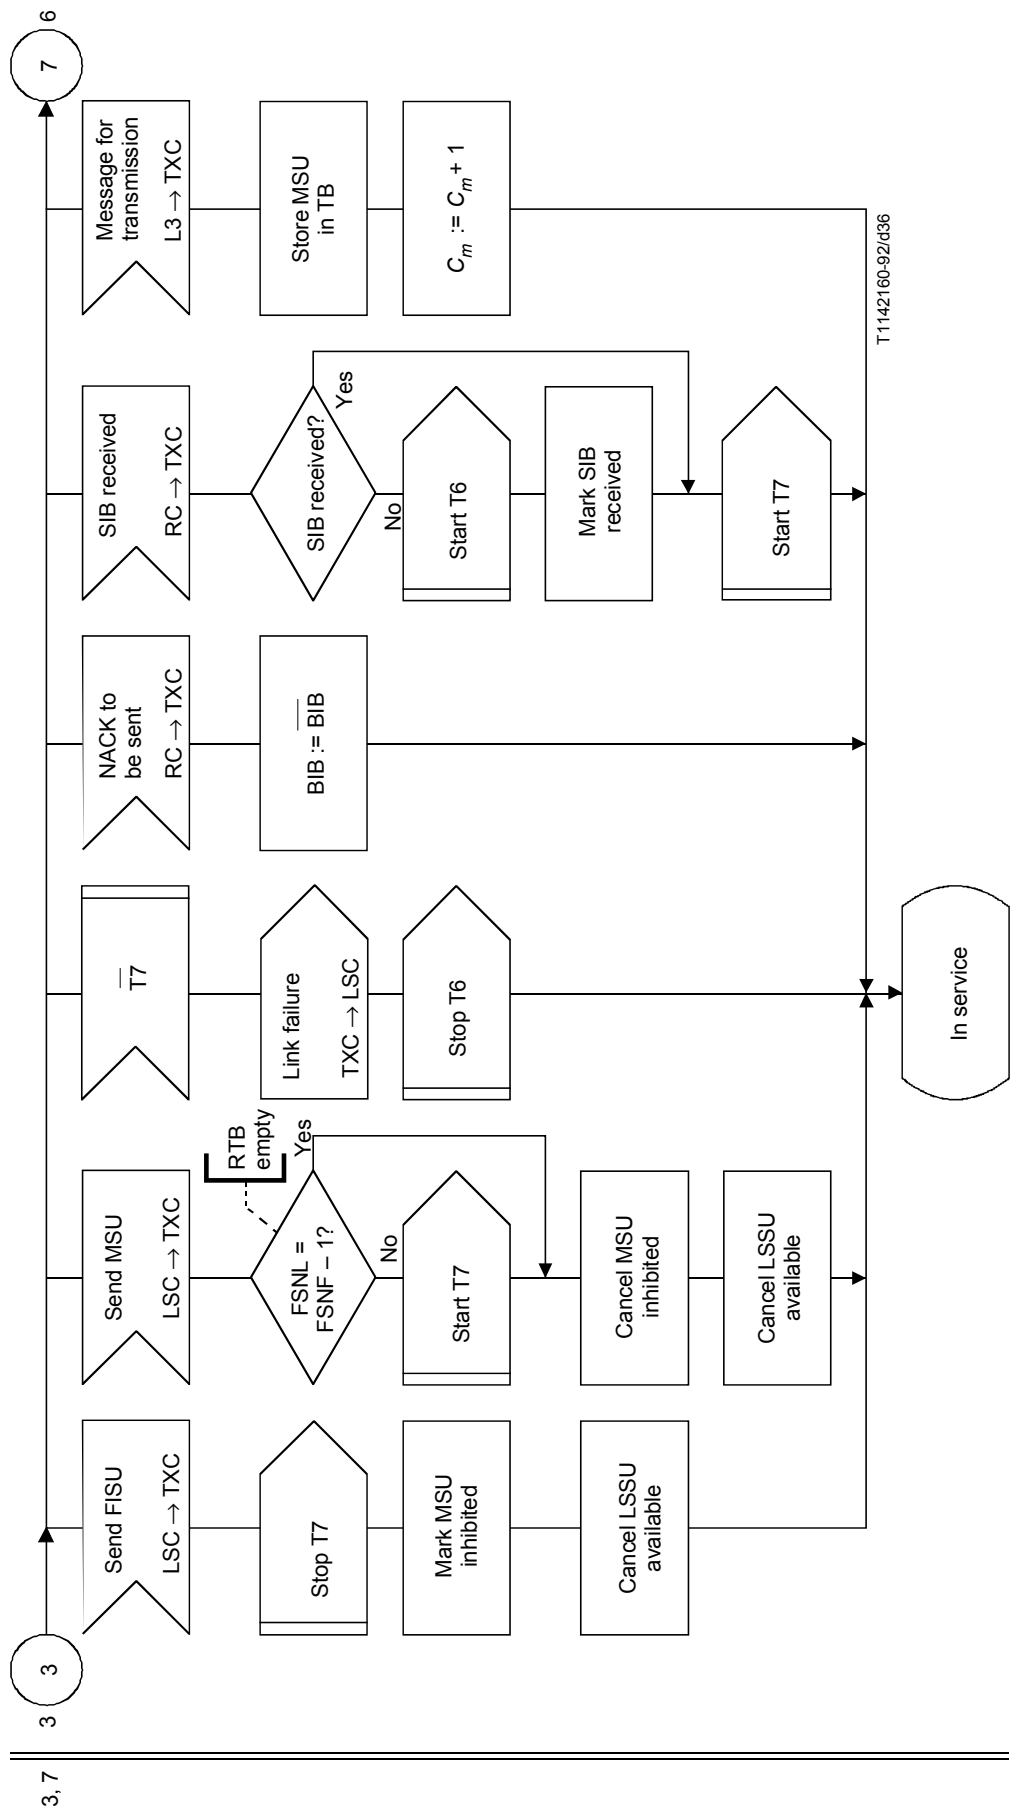 3
3
7
6
Send FISU
LSC → TXC
Stop T7
Mark MSU
inhibited
Cancel LSSU
available
Send MSU
LSC → TXC
RTB
empty
FSNL =
FSNF – 1?
Yes
No
Start T7
Cancel MSU
inhibited
Cancel LSSU
available
T̅7̅
Link failure
TXC → LSC
Stop T6
NACK to
be sent
RC → TXC
BIB := B̅I̅B̅
SIB received
RC → TXC
SIB received?
Yes
No
Start T6
Mark SIB
received
Start T7
Message for
transmission
L3 → TXC
Store MSU
in TB
Cm := Cm + 1
In service
T1142160-92/d36
3, 7